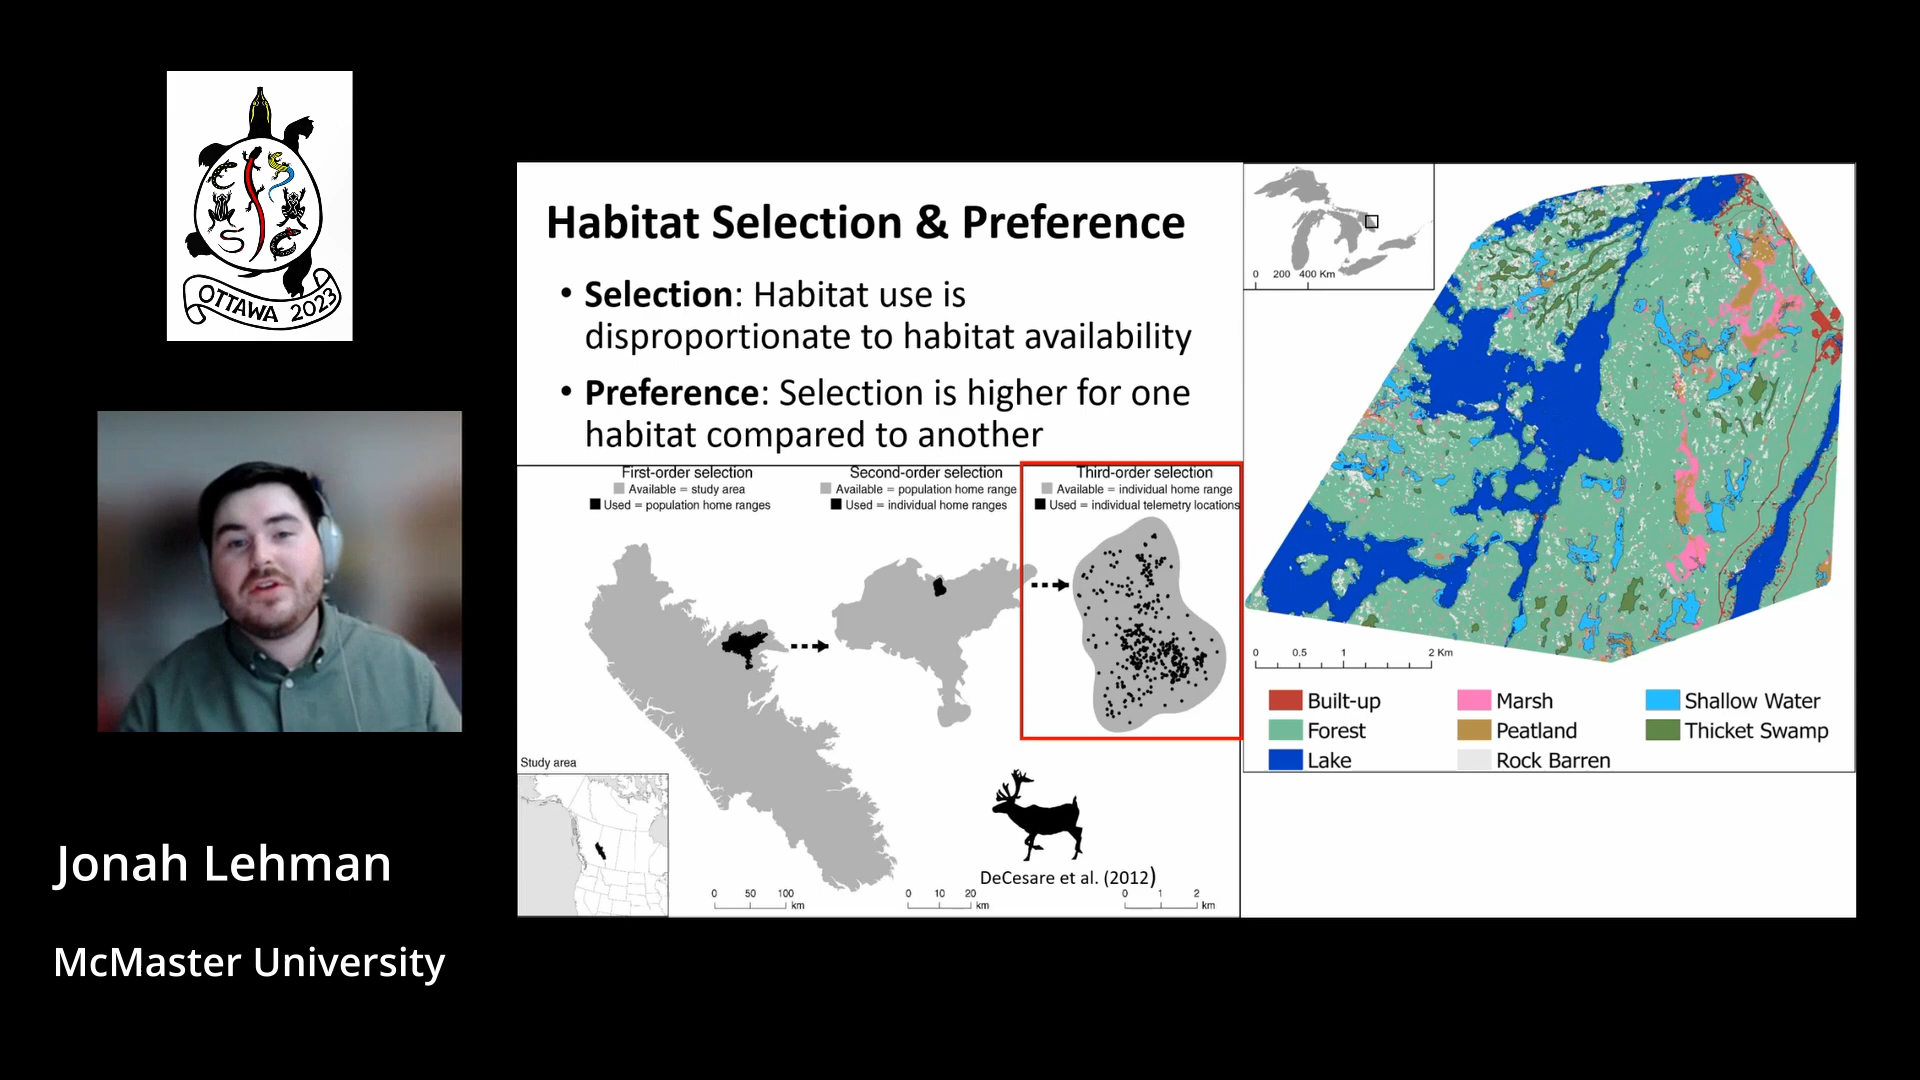 OTTAWA 2023
Jonah Lehman
McMaster University
Habitat Selection & Preference
• Selection: Habitat use is
disproportionate to habitat availability
• Preference: Selection is higher for one
habitat compared to another
First-order selection
Available = study area
Used = population home ranges
Second-order selection
Available = population home range
Used = individual home ranges
Third-order selection
Available = individual home range
Used = individual telemetry locations
Study area
0 50 100
km
0 10 20
km
DeCesare et al. (2012)
0 1 2
km
0 200 400 Km
0 0.5 1 2 Km
Built-up
Forest
Lake
Marsh
Peatland
Rock Barren
Shallow Water
Thicket Swamp